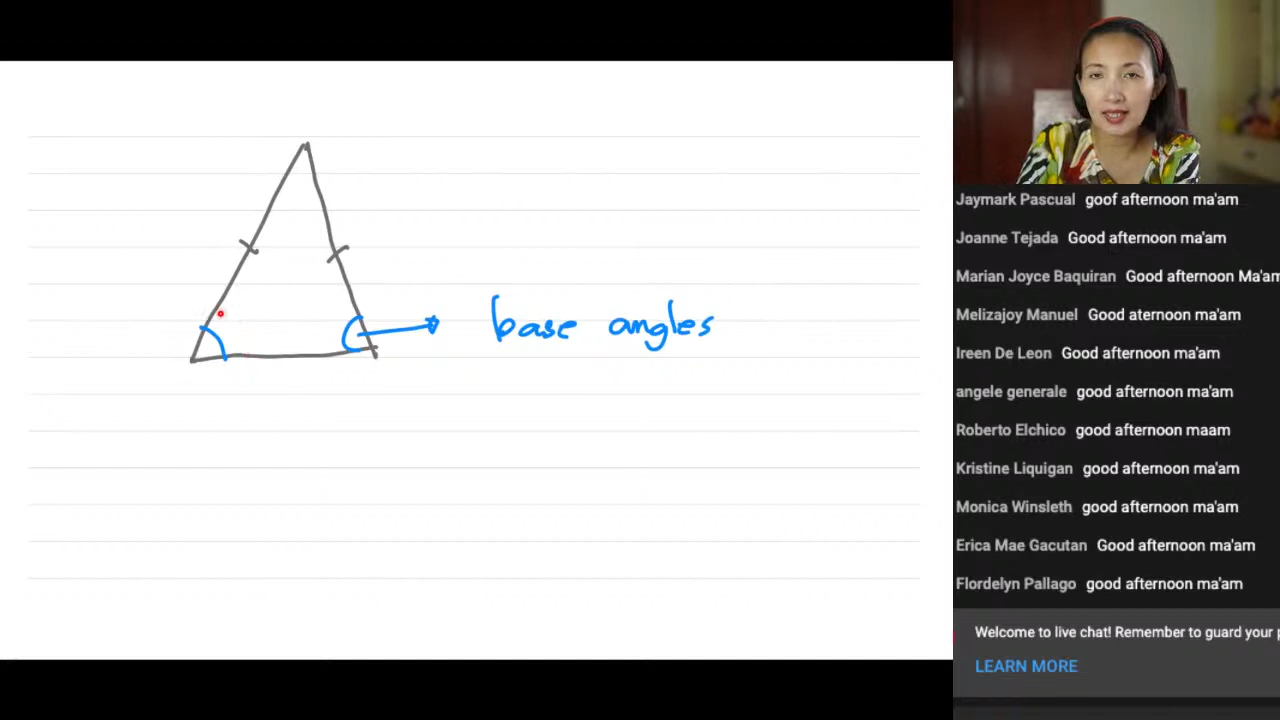 base angles
Jaymark Pascual goof afternoon ma'am
Joanne Tejada Good afternoon ma'am
Marian Joyce Baquiran Good afternoon Ma'am
Melizajoy Manuel Good aternoon ma'am
Ireen De Leon Good afternoon ma'am
angele generale good afternoon ma'am
Roberto Elchico good afternoon maam
Kristine Liquigan good afternoon ma'am
Monica Winsleth good afternoon ma'am
Erica Mae Gacutan Good afternoon ma'am
Flordelyn Pallago good afternoon ma'am
Welcome to live chat! Remember to guard your
LEARN MORE